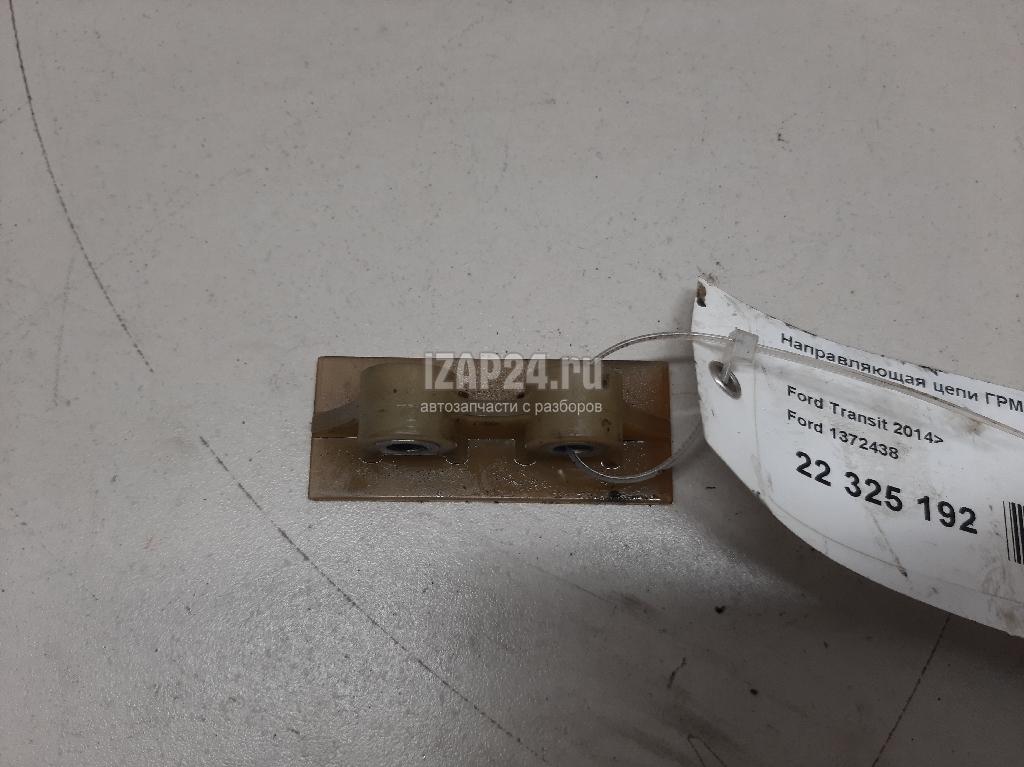 iZAP24.ru
автозапчасти с разборов
Направляющая цепи ГРМ
Ford Transit 2014>
Ford 1372438
22 325 192